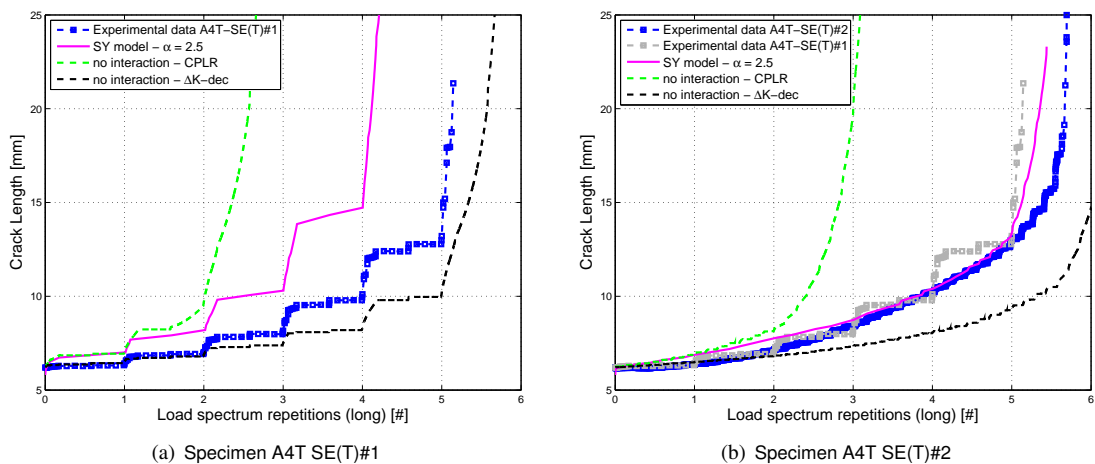 Experimental data A4T−SE(T)#1
SY model − α = 2.5
no interaction − CPLR
no interaction − ΔK−dec
25
20
15
10
5
Crack Length [mm]
0 1 2 3 4 5 6
Load spectrum repetitions (long) [#]
(a) Specimen A4T SE(T)#1
Experimental data A4T−SE(T)#2
Experimental data A4T−SE(T)#1
SY model − α = 2.5
no interaction − CPLR
no interaction − ΔK−dec
25
20
15
10
5
Crack Length [mm]
0 1 2 3 4 5 6
Load spectrum repetitions (long) [#]
(b) Specimen A4T SE(T)#2